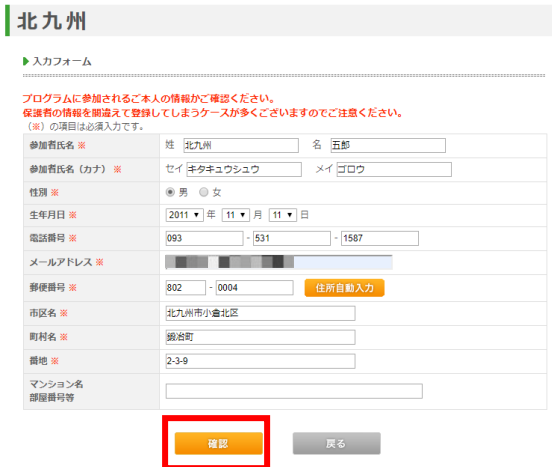 北九州
入力フォーム
プログラムに参加されるご本人の情報かご確認ください。
保護者の情報を間違えて登録してしまうケースが多くございますのでご注意ください。
(※) の項目は必須入力です。
参加者氏名 ※ 姓 北九州 名 五郎
参加者氏名（カナ） ※ セイ キタキュウシュウ メイ ゴロウ
性別 ※ 男 女
生年月日 ※ 2011 年 11 月 11 日
電話番号 ※ 093 - 531 - 1587
メールアドレス ※
郵便番号 ※ 802 - 0004 住所自動入力
市区名 ※ 北九州市小倉北区
町村名 ※ 鍛冶町
番地 ※ 2-3-9
マンション名
部屋番号等
確認 戻る